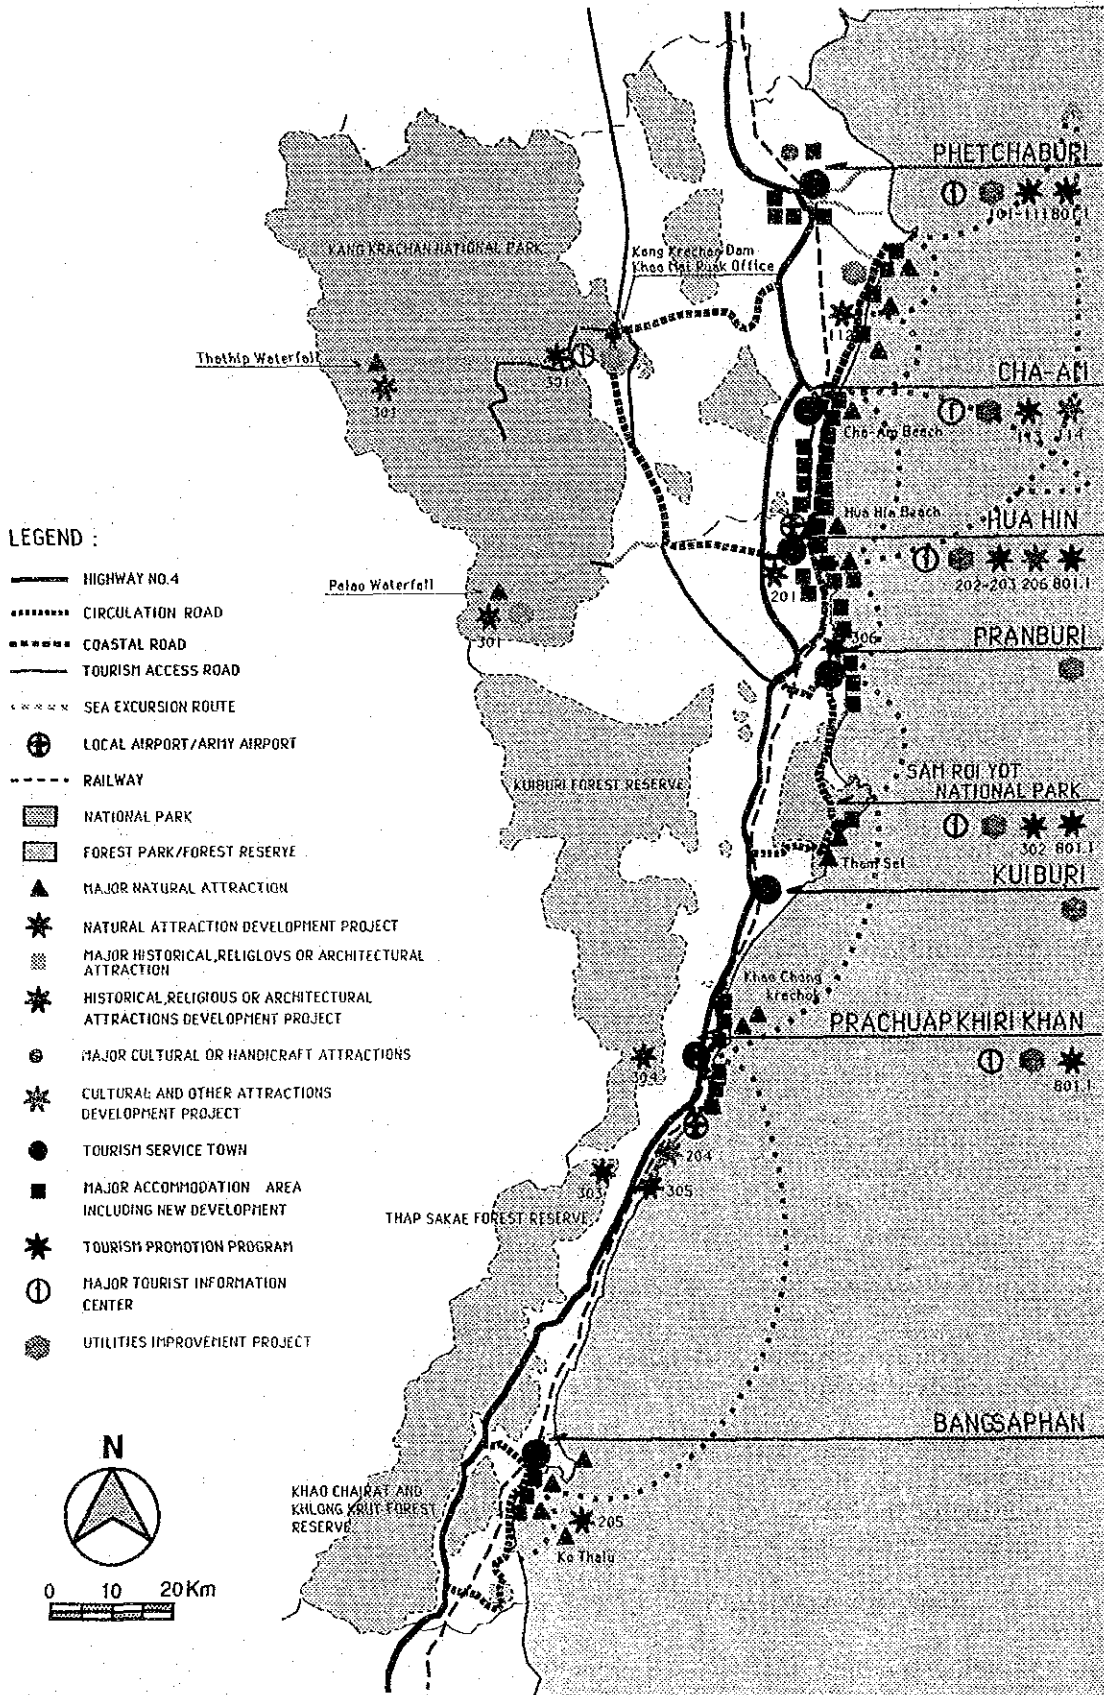 PHETCHABURI
101-111 801.1
KANG KRACHAN NATIONAL PARK
Kang Krachan Dam
Khao Mai Ruak Office
112
Thothip Waterfall
301
301
CHA-AM
113 114
Cha-Am Beach
Hua Hin Beach
HUA HIN
202-203 206 801.1
201
Palao Waterfall
301
306
PRANBURI
LEGEND :
HIGHWAY NO.4
CIRCULATION ROAD
COASTAL ROAD
TOURISM ACCESS ROAD
SEA EXCURSION ROUTE
LOCAL AIRPORT/ARMY AIRPORT
RAILWAY
NATIONAL PARK
FOREST PARK/FOREST RESERVE
MAJOR NATURAL ATTRACTION
NATURAL ATTRACTION DEVELOPMENT PROJECT
MAJOR HISTORICAL,RELIGLOVS OR ARCHITECTURAL
ATTRACTION
HISTORICAL,RELIGIOUS OR ARCHITECTURAL
ATTRACTIONS DEVELOPMENT PROJECT
MAJOR CULTURAL OR HANDICRAFT ATTRACTIONS
CULTURAL AND OTHER ATTRACTIONS
DEVELOPMENT PROJECT
TOURISM SERVICE TOWN
MAJOR ACCOMMODATION AREA
INCLUDING NEW DEVELOPMENT
TOURISM PROMOTION PROGRAM
MAJOR TOURIST INFORMATION
CENTER
UTILITIES IMPROVEMENT PROJECT
KUIBURI FOREST RESERVE
SAM ROI YOT
NATIONAL PARK
302 801.1
Tham Sai
KUIBURI
Khao Chong
krachok
PRACHUAPKHIRI KHAN
801.1
304
204
303
305
THAP SAKAE FOREST RESERVE
BANGSAPHAN
KHAO CHAIRAT AND
KHLONG KRUT FOREST
RESERVE
205
Ko Thalu
N
0 10 20Km